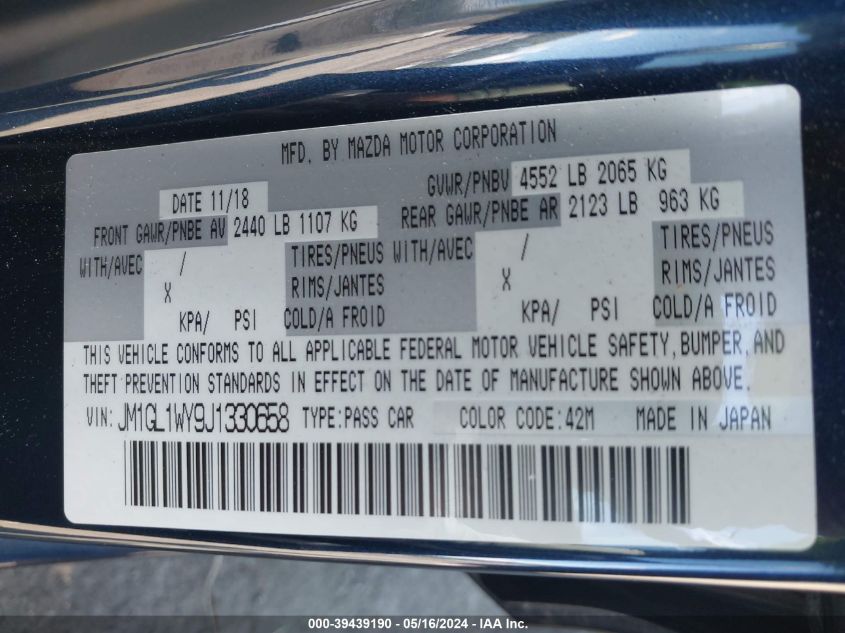 MFD. BY MAZDA MOTOR CORPORATION
DATE 11/18 GVWR/PNBV 4552 LB 2065 KG
FRONT GAWR/PNBE AV 2440 LB 1107 KG REAR GAWR/PNBE AR 2123 LB 963 KG
WITH/AVEC / TIRES/PNEUS WITH/AVEC / TIRES/PNEUS
X RIMS/JANTES X RIMS/JANTES
KPA/ PSI COLD/A FROID KPA/ PSI COLD/A FROID
THIS VEHICLE CONFORMS TO ALL APPLICABLE FEDERAL MOTOR VEHICLE SAFETY, BUMPER, AND
THEFT PREVENTION STANDARDS IN EFFECT ON THE DATE OF MANUFACTURE SHOWN ABOVE.
VIN: JM1GL1WY9J1330658 TYPE:PASS CAR COLOR CODE:42M MADE IN JAPAN
000-39439190 - 05/16/2024 - IAA Inc.